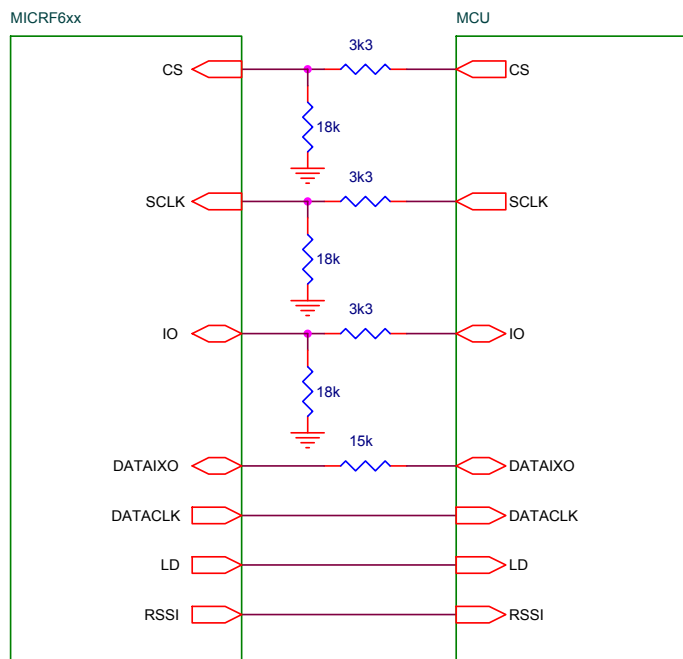 MICRF6xx MCU
3k3
CS CS
18k
3k3
SCLK SCLK
18k
3k3
IO IO
18k
15k
DATAIXO DATAIXO
DATACLK DATACLK
LD LD
RSSI RSSI